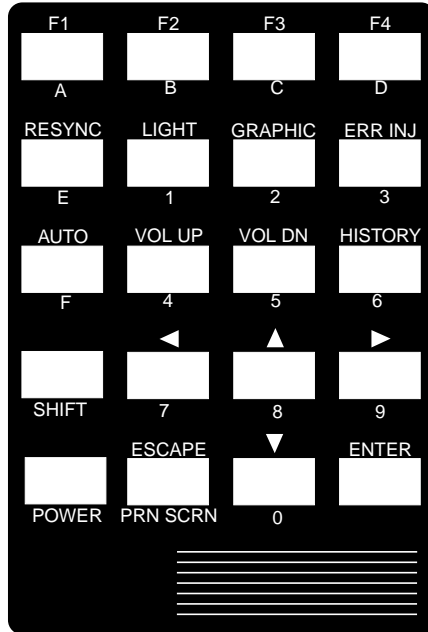 F1 F2 F3 F4
A B C D
RESYNC LIGHT GRAPHIC ERR INJ
E 1 2 3
AUTO VOL UP VOL DN HISTORY
F 4 5 6
SHIFT 7 8 9
ESCAPE ENTER
POWER PRN SCRN 0